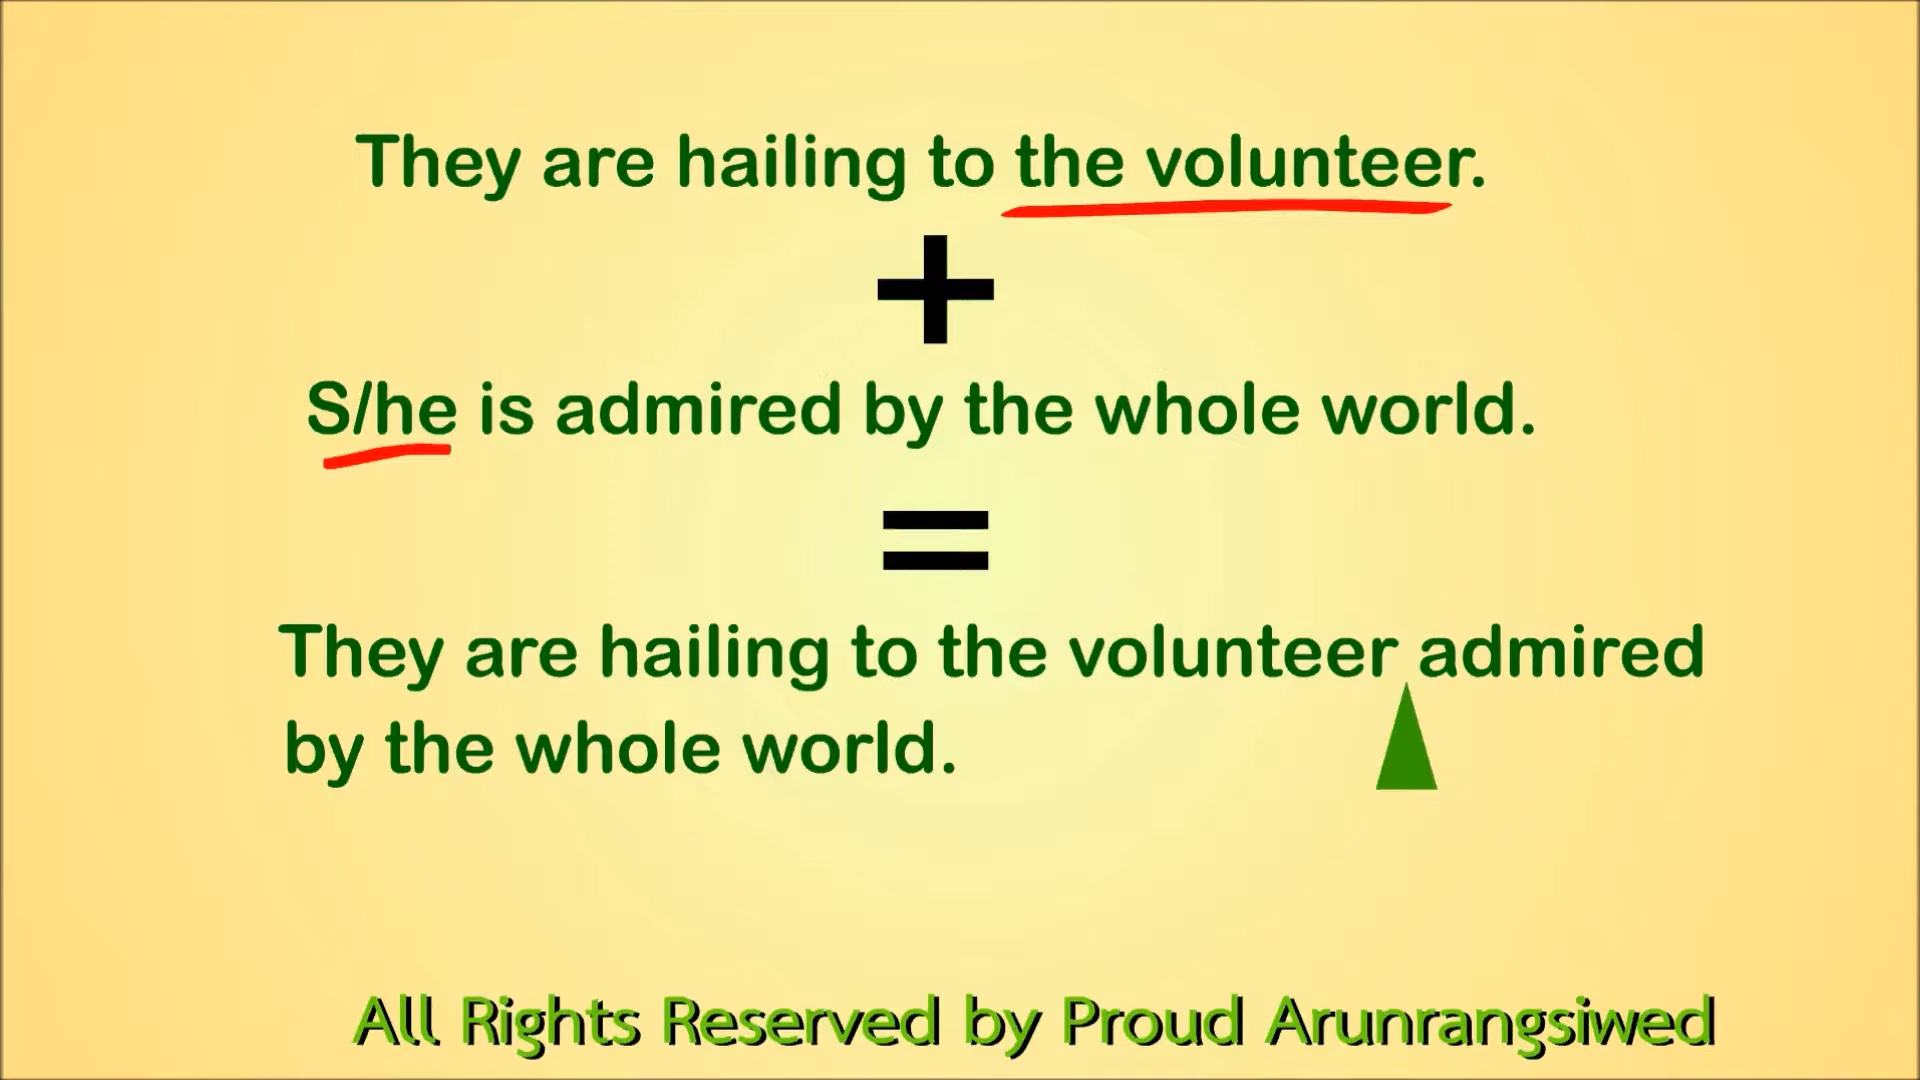 They are hailing to the volunteer.
+
S/he is admired by the whole world.
=
They are hailing to the volunteer admired
by the whole world.
All Rights Reserved by Proud Arunrangsiwed